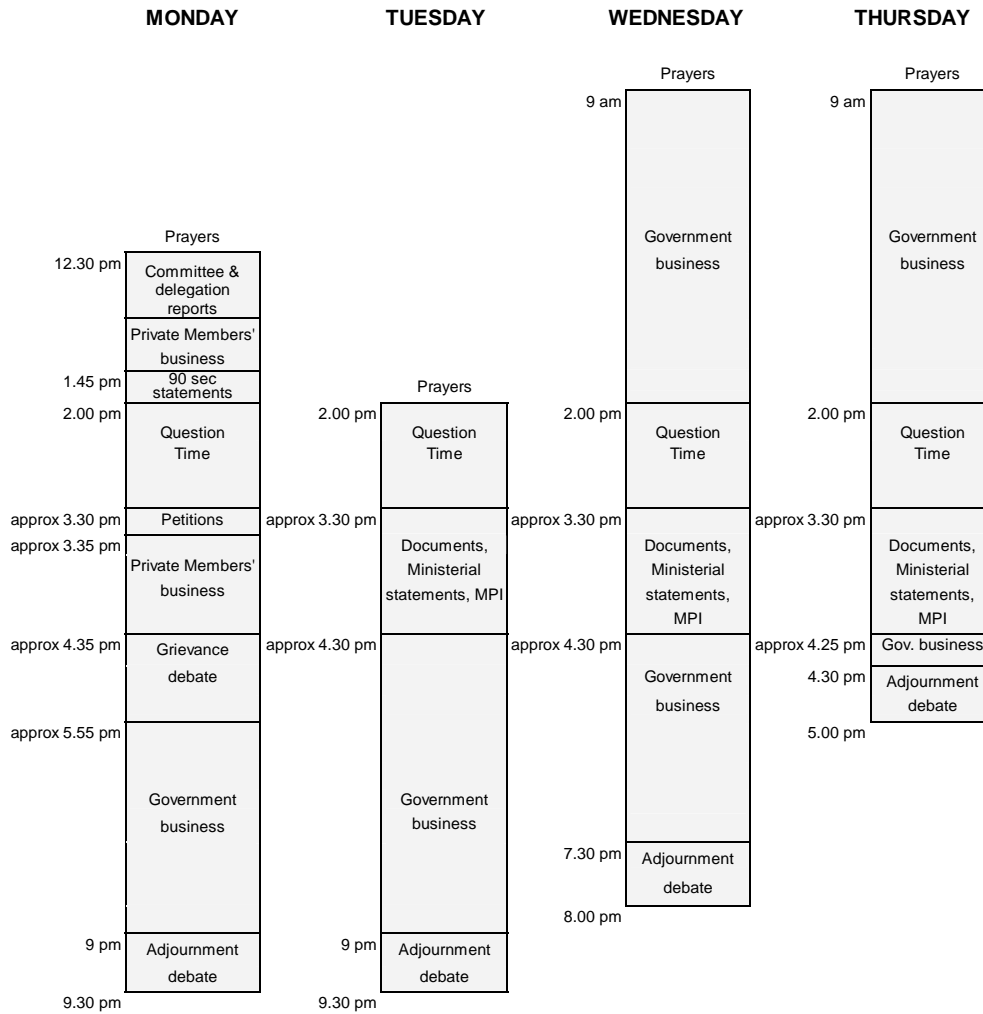 MONDAY
Prayers
12.30 pm
Committee &
delegation
reports
Private Members'
business
1.45 pm
90 sec
statements
2.00 pm
Question
Time
approx 3.30 pm
Petitions
approx 3.35 pm
Private Members'
business
approx 4.35 pm
Grievance
debate
approx 5.55 pm
Government
business
9 pm
Adjournment
debate
9.30 pm
TUESDAY
Prayers
2.00 pm
Question
Time
approx 3.30 pm
Documents,
Ministerial
statements, MPI
approx 4.30 pm
Government
business
9 pm
Adjournment
debate
9.30 pm
WEDNESDAY
Prayers
9 am
Government
business
2.00 pm
Question
Time
approx 3.30 pm
Documents,
Ministerial
statements,
MPI
approx 4.30 pm
Government
business
7.30 pm
Adjournment
debate
8.00 pm
THURSDAY
Prayers
9 am
Government
business
2.00 pm
Question
Time
approx 3.30 pm
Documents,
Ministerial
statements,
MPI
approx 4.25 pm
Gov. business
4.30 pm
Adjournment
debate
5.00 pm